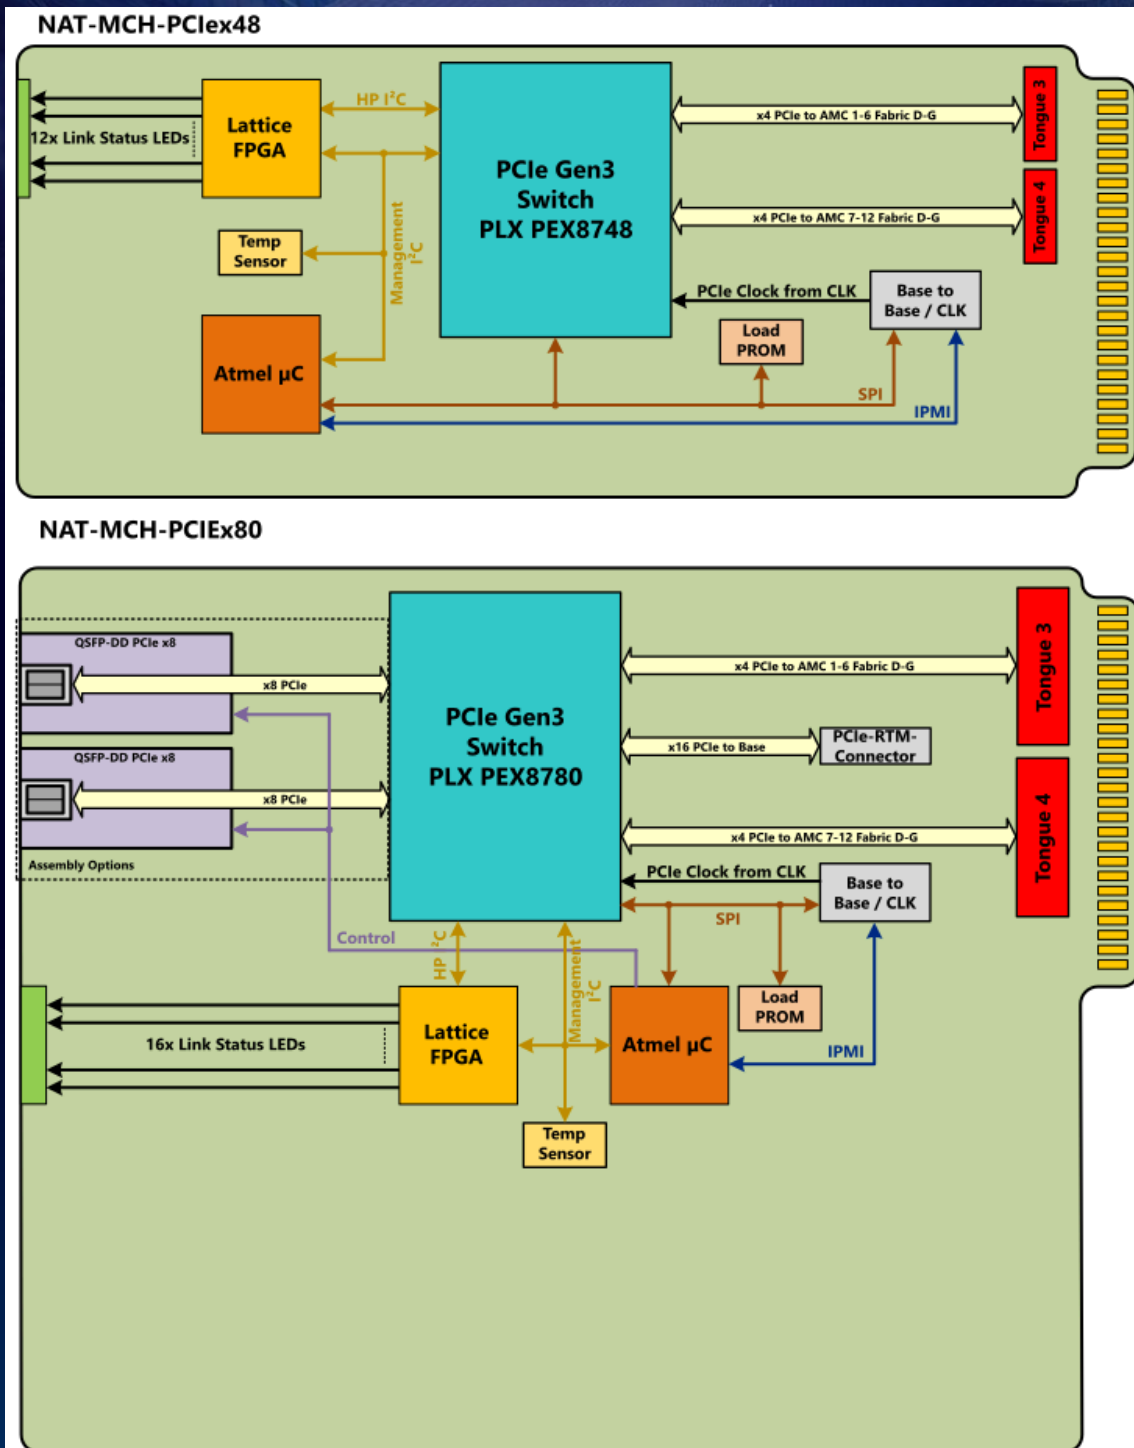 NAT-MCH-PCIex48
12x Link Status LEDs
Lattice
FPGA
HP I²C
Management
I²C
Temp
Sensor
Atmel µC
PCIe Gen3
Switch
PLX PEX8748
x4 PCIe to AMC 1-6 Fabric D-G
Tongue 3
x4 PCIe to AMC 7-12 Fabric D-G
Tongue 4
PCIe Clock from CLK
Base to
Base / CLK
Load
PROM
SPI
IPMI
NAT-MCH-PCIEx80
QSFP-DD PCIe x8
x8 PCIe
QSFP-DD PCIe x8
x8 PCIe
Assembly Options
PCIe Gen3
Switch
PLX PEX8780
x4 PCIe to AMC 1-6 Fabric D-G
Tongue 3
x16 PCIe to Base
PCIe-RTM-
Connector
x4 PCIe to AMC 7-12 Fabric D-G
Tongue 4
PCIe Clock from CLK
Base to
Base / CLK
SPI
Control
HP I²C
Management
I²C
16x Link Status LEDs
Lattice
FPGA
Atmel µC
Load
PROM
IPMI
Temp
Sensor